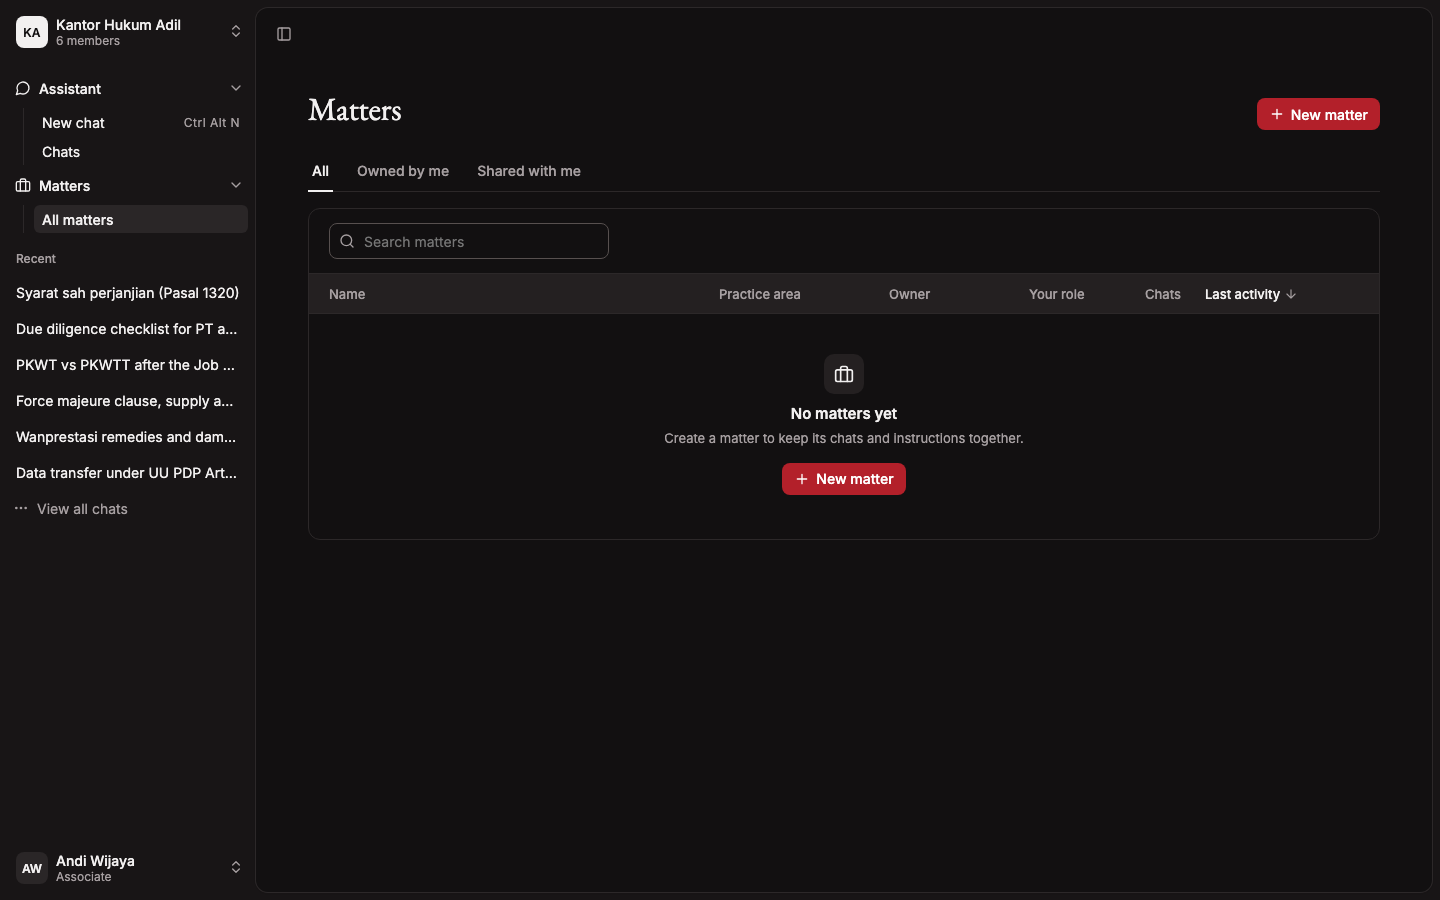 KA
Kantor Hukum Adil
6 members
Assistant
New chat
Ctrl Alt N
Chats
Matters
All matters
Recent
Syarat sah perjanjian (Pasal 1320)
Due diligence checklist for PT a...
PKWT vs PKWTT after the Job ...
Force majeure clause, supply a...
Wanprestasi remedies and dam...
Data transfer under UU PDP Art...
View all chats
AW
Andi Wijaya
Associate
Matters
New matter
All
Owned by me
Shared with me
Search matters
Name
Practice area
Owner
Your role
Chats
Last activity
No matters yet
Create a matter to keep its chats and instructions together.
New matter